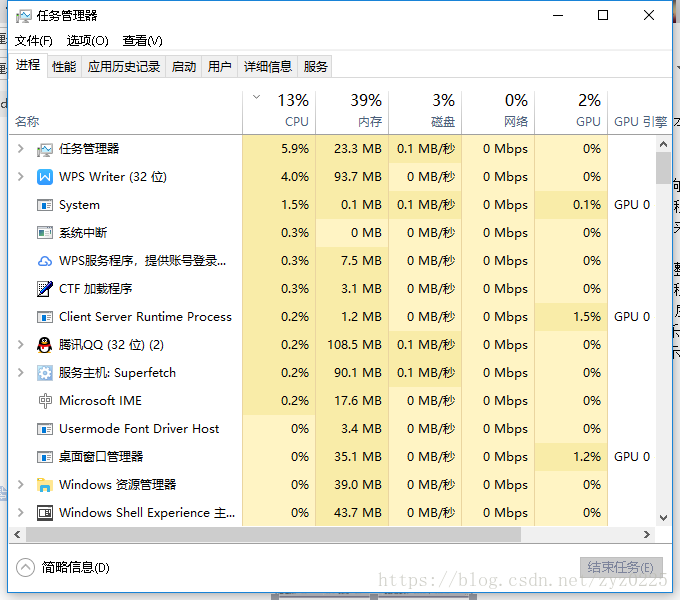 任务管理器
文件(F) 选项(O) 查看(V)
进程 性能 应用历史记录 启动 用户 详细信息 服务
13% 39% 3% 0% 2%
名称 CPU 内存 磁盘 网络 GPU GPU 引擎
任务管理器 5.9% 23.3 MB 0.1 MB/秒 0 Mbps 0%
WPS Writer (32 位) 4.0% 93.7 MB 0 MB/秒 0 Mbps 0%
System 1.5% 0.1 MB 0.1 MB/秒 0 Mbps 0.1% GPU 0
系统中断 0.3% 0 MB 0 MB/秒 0 Mbps 0%
WPS服务程序，提供账号登录... 0.3% 7.5 MB 0 MB/秒 0 Mbps 0%
CTF 加载程序 0.3% 3.1 MB 0 MB/秒 0 Mbps 0%
Client Server Runtime Process 0.2% 1.2 MB 0 MB/秒 0 Mbps 1.5% GPU 0
腾讯QQ (32 位) (2) 0.2% 108.5 MB 0.1 MB/秒 0 Mbps 0%
服务主机: Superfetch 0.2% 90.1 MB 0.1 MB/秒 0 Mbps 0%
Microsoft IME 0.2% 17.6 MB 0 MB/秒 0 Mbps 0%
Usermode Font Driver Host 0% 3.4 MB 0 MB/秒 0 Mbps 0%
桌面窗口管理器 0% 35.1 MB 0 MB/秒 0 Mbps 1.2% GPU 0
Windows 资源管理器 0% 39.0 MB 0 MB/秒 0 Mbps 0%
Windows Shell Experience 主... 0% 43.7 MB 0 MB/秒 0 Mbps 0%
简略信息(D) 结束任务(E)
https://blog.csdn.net/zyz0225